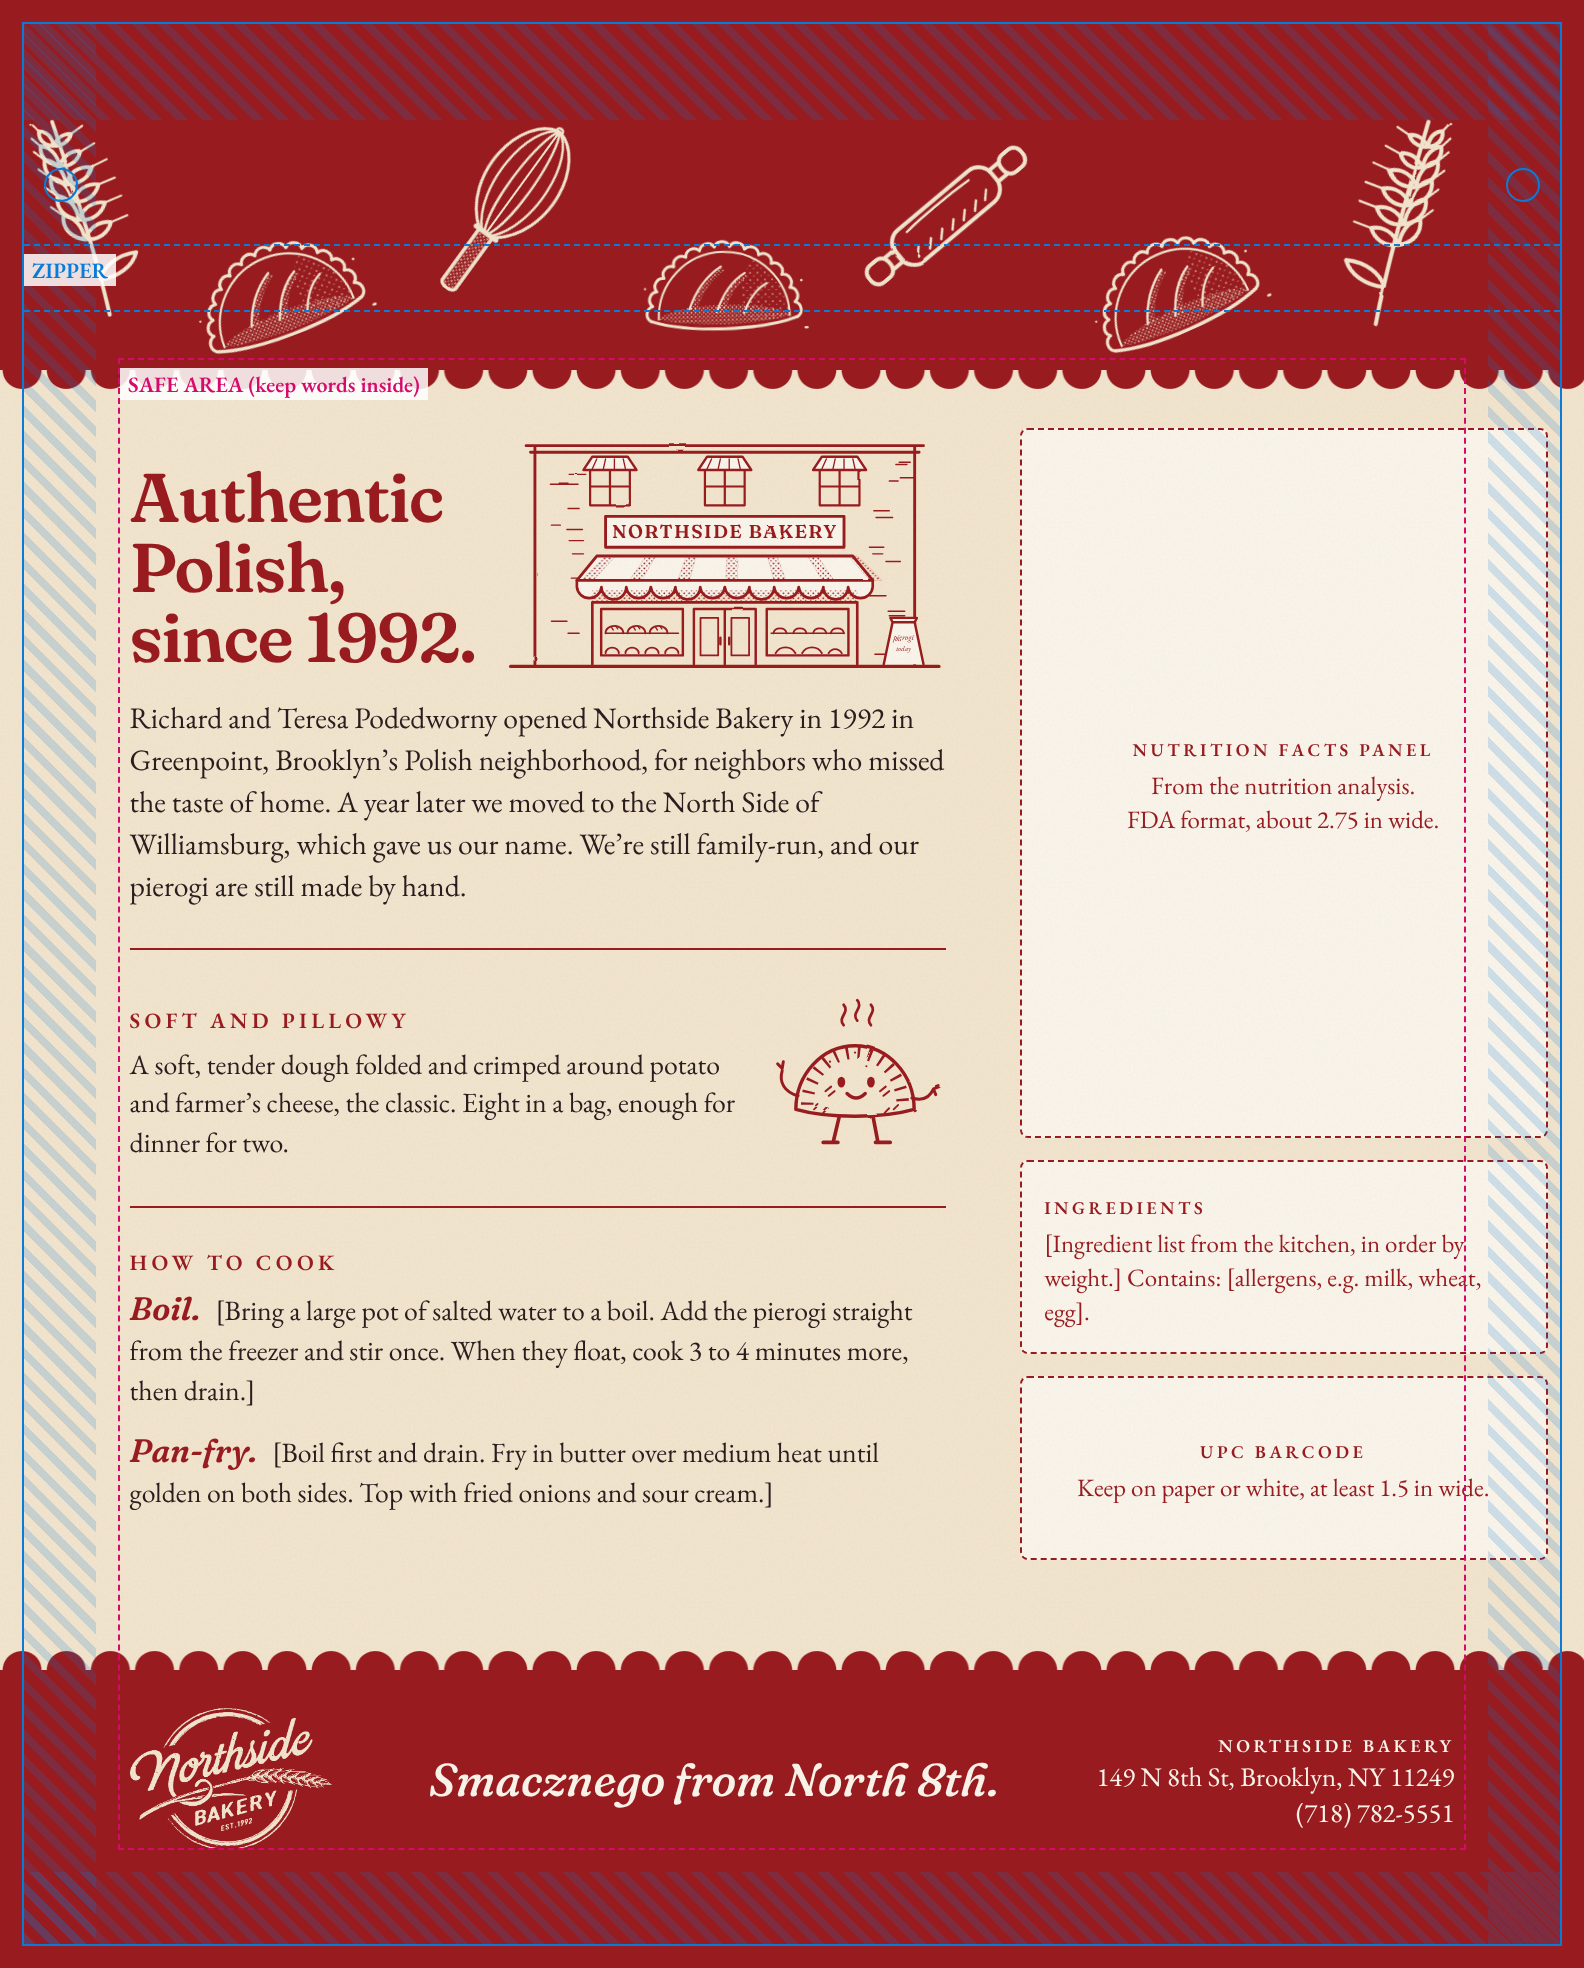 ZIPPER
SAFE AREA (keep words inside)
Authentic
Polish,
since 1992.
NORTHSIDE BAKERY
pierogi
today
Richard and Teresa Podedworny opened Northside Bakery in 1992 in
Greenpoint, Brooklyn’s Polish neighborhood, for neighbors who missed
the taste of home. A year later we moved to the North Side of
Williamsburg, which gave us our name. We’re still family-run, and our
pierogi are still made by hand.
SOFT AND PILLOWY
A soft, tender dough folded and crimped around potato
and farmer’s cheese, the classic. Eight in a bag, enough for
dinner for two.
HOW TO COOK
Boil. [Bring a large pot of salted water to a boil. Add the pierogi straight
from the freezer and stir once. When they float, cook 3 to 4 minutes more,
then drain.]
Pan-fry. [Boil first and drain. Fry in butter over medium heat until
golden on both sides. Top with fried onions and sour cream.]
NUTRITION FACTS PANEL
From the nutrition analysis.
FDA format, about 2.75 in wide.
INGREDIENTS
[Ingredient list from the kitchen, in order by
weight.] Contains: [allergens, e.g. milk, wheat,
egg].
UPC BARCODE
Keep on paper or white, at least 1.5 in wide.
Northside
BAKERY
EST. 1992
Smacznego from North 8th.
NORTHSIDE BAKERY
149 N 8th St, Brooklyn, NY 11249
(718) 782-5551